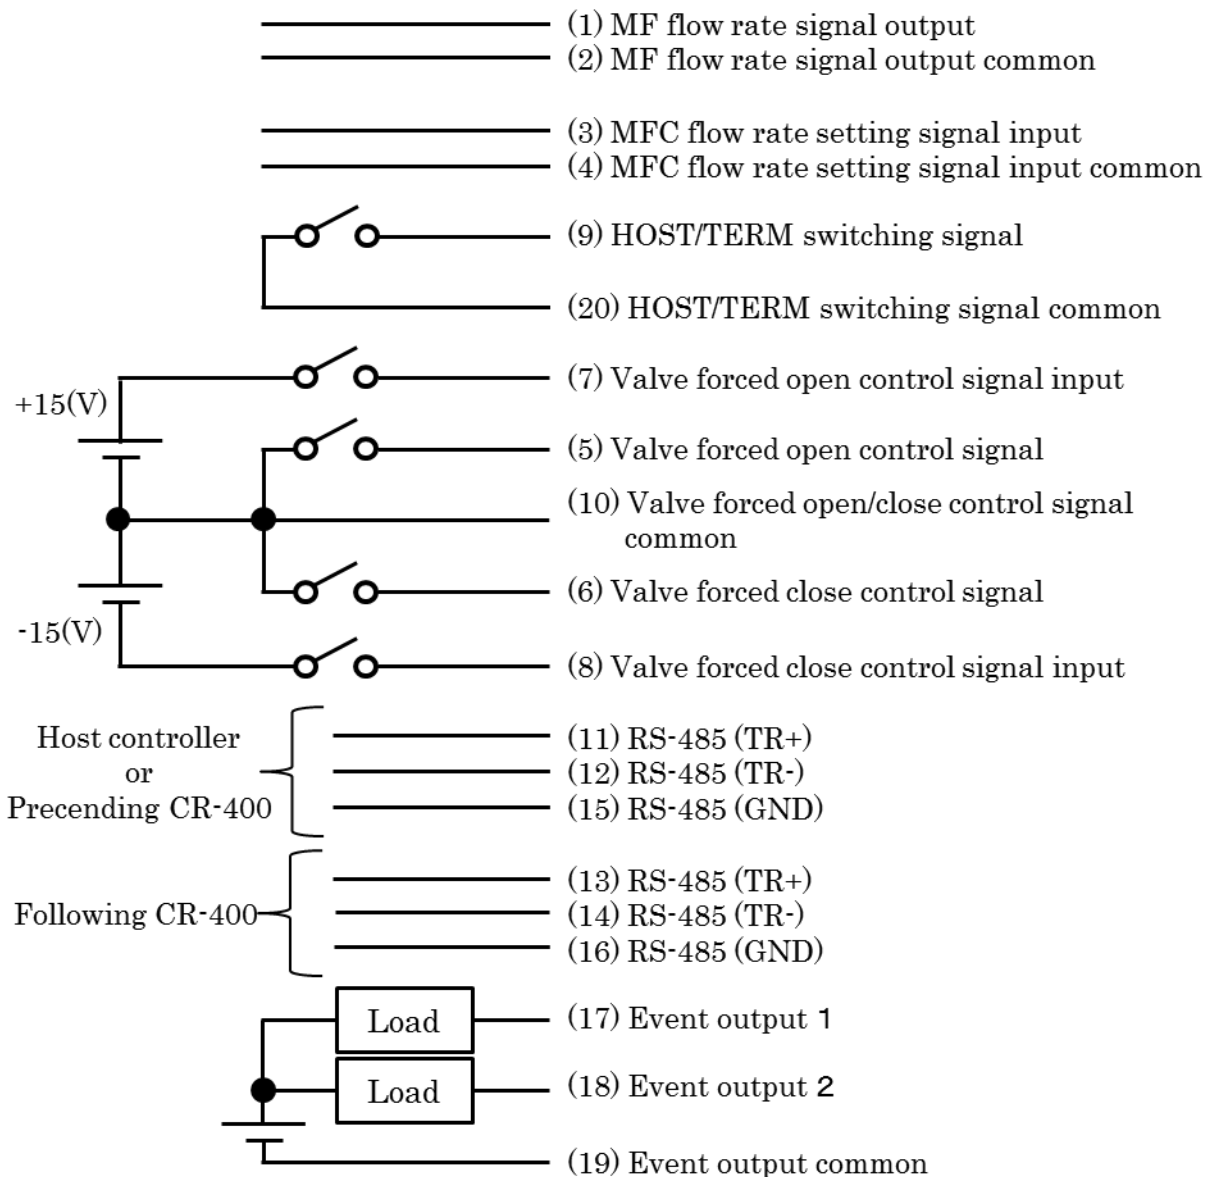 (1) MF flow rate signal output
(2) MF flow rate signal output common
(3) MFC flow rate setting signal input
(4) MFC flow rate setting signal input common
(9) HOST/TERM switching signal
(20) HOST/TERM switching signal common
(7) Valve forced open control signal input
+15(V)
(5) Valve forced open control signal
(10) Valve forced open/close control signal
common
(6) Valve forced close control signal
-15(V)
(8) Valve forced close control signal input
Host controller
or
Precending CR-400
(11) RS-485 (TR+)
(12) RS-485 (TR-)
(15) RS-485 (GND)
Following CR-400
(13) RS-485 (TR+)
(14) RS-485 (TR-)
(16) RS-485 (GND)
Load
(17) Event output 1
Load
(18) Event output 2
(19) Event output common